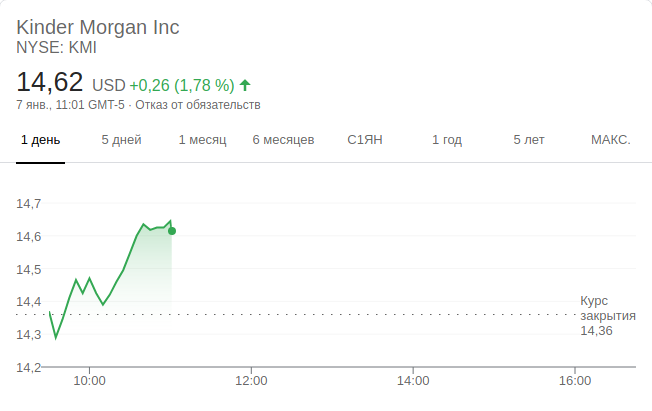 Kinder Morgan Inc
NYSE: KMI
14,62 USD +0,26 (1,78 %)
7 янв., 11:01 GMT-5 · Отказ от обязательств
1 день 5 дней 1 месяц 6 месяцев С1ЯН 1 год 5 лет МАКС.
14,7
14,6
14,5
14,4
14,3
14,2
Курс
закрытия
14,36
10:00 12:00 14:00 16:00